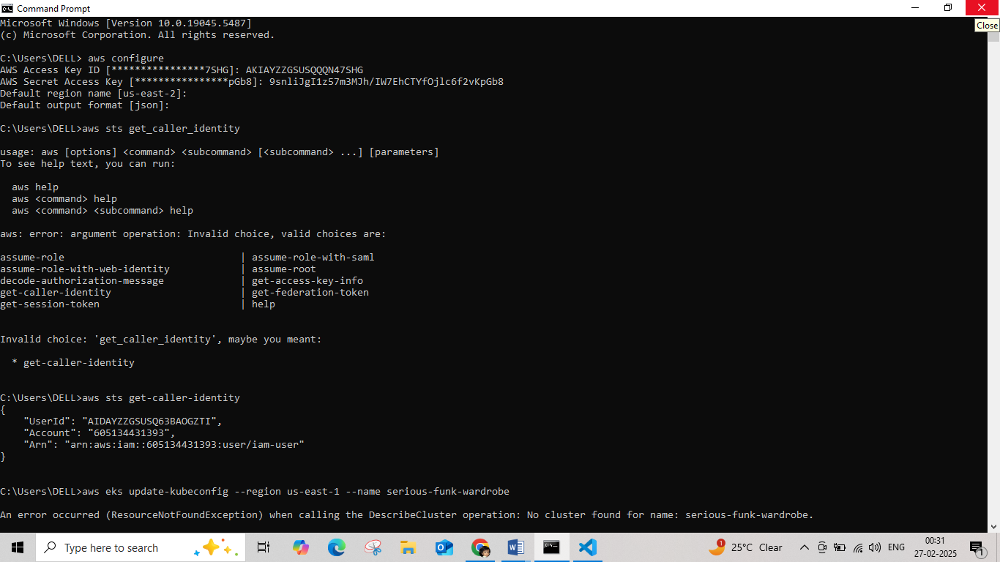 Command Prompt
Close
Microsoft Windows [Version 10.0.19045.5487]
(c) Microsoft Corporation. All rights reserved.
C:\Users\DELL> aws configure
AWS Access Key ID [****************7SHG]: AKIAYZZGSUSQQQN47SHG
AWS Secret Access Key [****************pGb8]: 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
Default region name [us-east-2]:
Default output format [json]:
C:\Users\DELL>aws sts get_caller_identity
usage: aws [options] <command> <subcommand> [<subcommand> ...] [parameters]
To see help text, you can run:
aws help
aws <command> help
aws <command> <subcommand> help
aws: error: argument operation: Invalid choice, valid choices are:
assume-role | assume-role-with-saml
assume-role-with-web-identity | assume-root
decode-authorization-message | get-access-key-info
get-caller-identity | get-federation-token
get-session-token | help
Invalid choice: 'get_caller_identity', maybe you meant:
* get-caller-identity
C:\Users\DELL>aws sts get-caller-identity
{
"UserId": "AIDAYZZGSUSQ63BAOGZTI",
"Account": "605134431393",
"Arn": "arn:aws:iam::605134431393:user/iam-user"
}
C:\Users\DELL>aws eks update-kubeconfig --region us-east-1 --name serious-funk-wardrobe
An error occurred (ResourceNotFoundException) when calling the DescribeCluster operation: No cluster found for name: serious-funk-wardrobe.
Type here to search
1
25°C Clear
ENG
00:31
27-02-2025
1